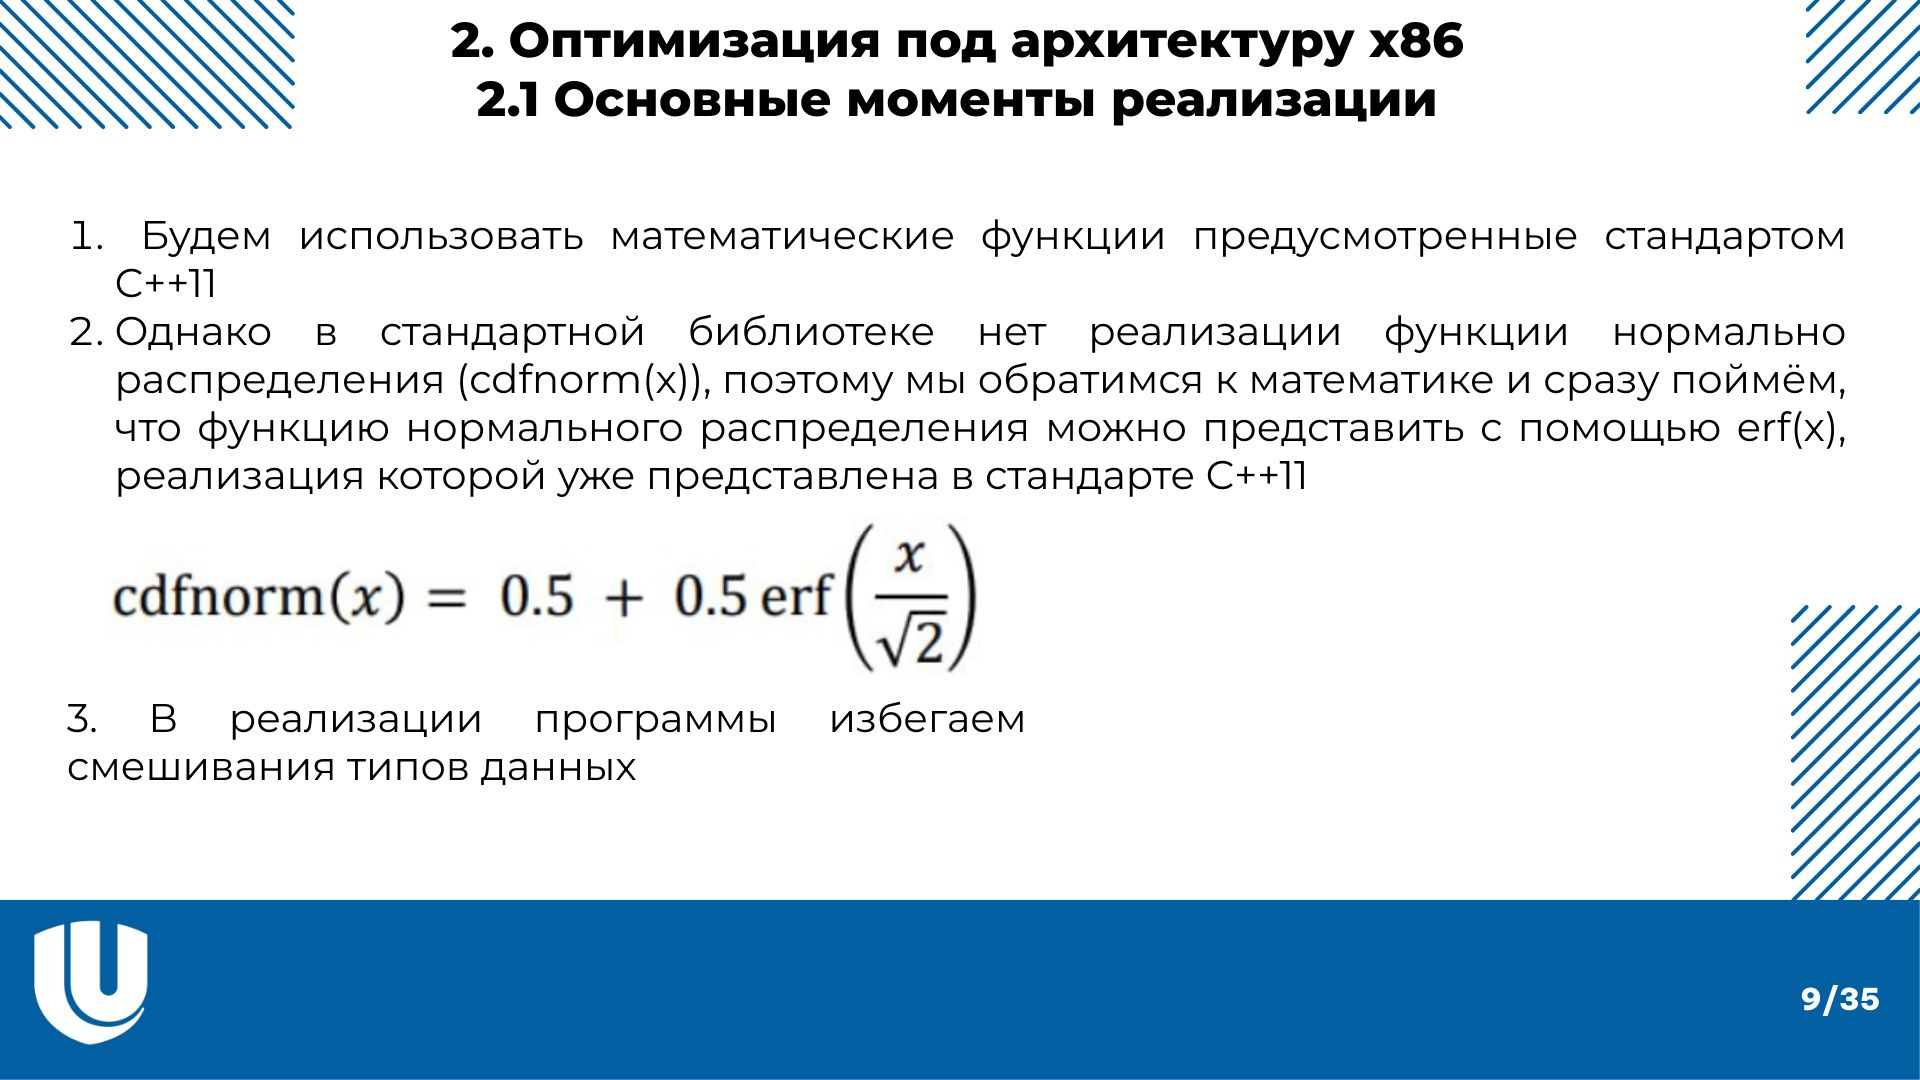 2. Оптимизация под архитектуру x86
2.1 Основные моменты реализации
1. Будем использовать математические функции предусмотренные стандартом
C++11
2. Однако в стандартной библиотеке нет реализации функции нормально
распределения (cdfnorm(x)), поэтому мы обратимся к математике и сразу поймём,
что функцию нормального распределения можно представить с помощью erf(x),
реализация которой уже представлена в стандарте C++11
cdfnorm(x) = 0.5 + 0.5 erf(x/√2)
3. В реализации программы избегаем
смешивания типов данных
9/35